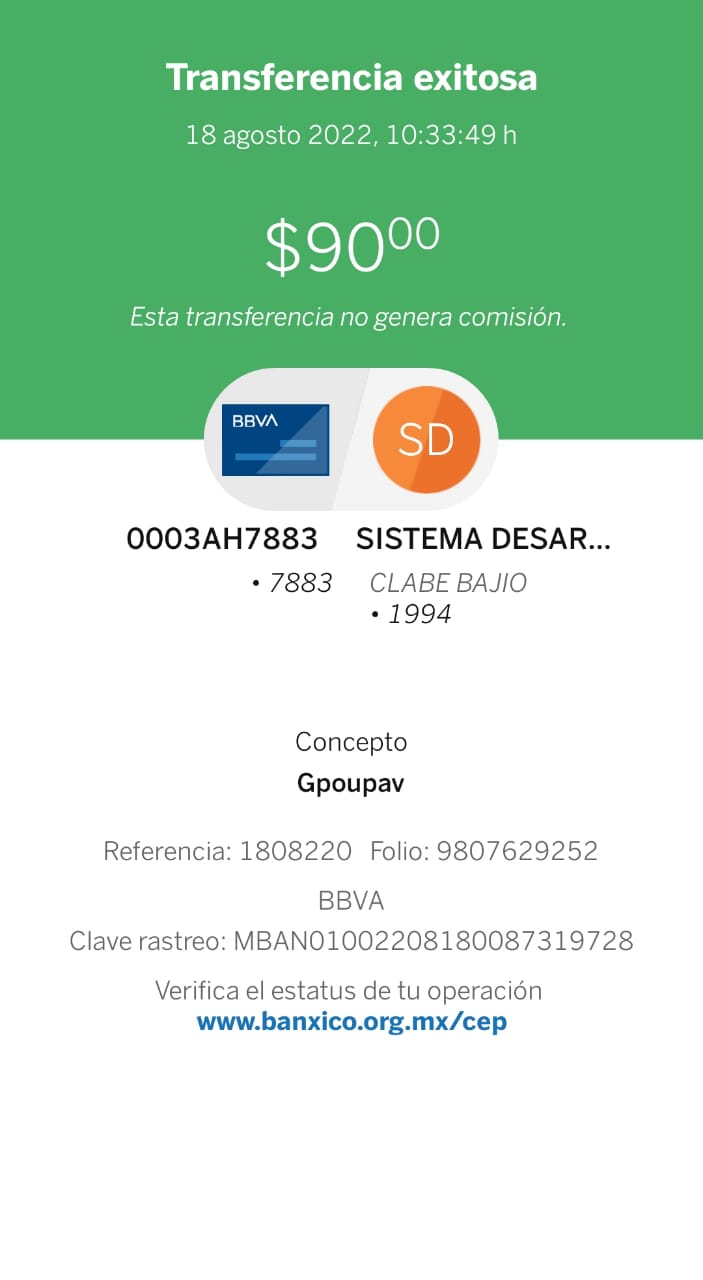 Transferencia exitosa
18 agosto 2022, 10:33:49 h
$90⁰⁰
Esta transferencia no genera comisión.
BBVA
SD
0003AH7883
• 7883
SISTEMA DESAR...
CLABE BAJIO
• 1994
Concepto
Gpoupav
Referencia: 1808220 Folio: 9807629252
BBVA
Clave rastreo: MBAN01002208180087319728
Verifica el estatus de tu operación
www.banxico.org.mx/cep